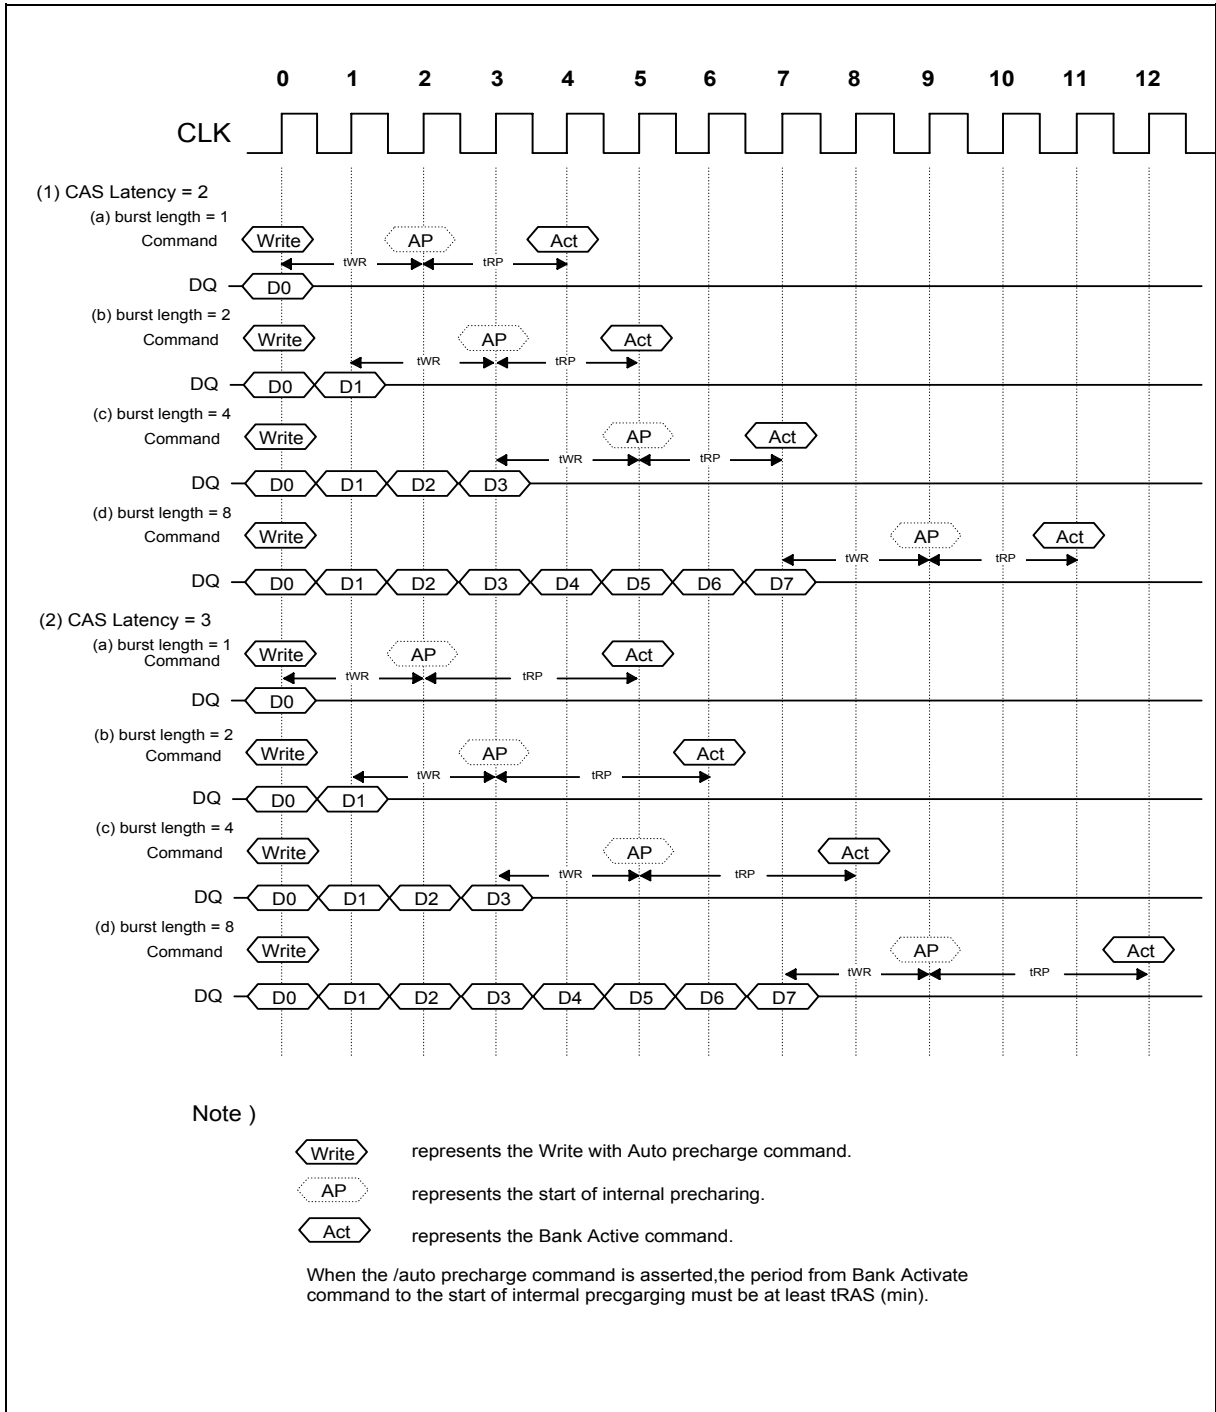 0 1 2 3 4 5 6 7 8 9 10 11 12
CLK
(1) CAS Latency = 2
(a) burst length = 1
Command Write AP Act
tWR tRP
DQ D0
(b) burst length = 2
Command Write AP Act
tWR tRP
DQ D0 D1
(c) burst length = 4
Command Write AP Act
tWR tRP
DQ D0 D1 D2 D3
(d) burst length = 8
Command Write AP Act
tWR tRP
DQ D0 D1 D2 D3 D4 D5 D6 D7
(2) CAS Latency = 3
(a) burst length = 1
Command Write AP Act
tWR tRP
DQ D0
(b) burst length = 2
Command Write AP Act
tWR tRP
DQ D0 D1
(c) burst length = 4
Command Write AP Act
tWR tRP
DQ D0 D1 D2 D3
(d) burst length = 8
Command Write AP Act
tWR tRP
DQ D0 D1 D2 D3 D4 D5 D6 D7
Note )
Write represents the Write with Auto precharge command.
AP represents the start of internal precharing.
Act represents the Bank Active command.
When the /auto precharge command is asserted,the period from Bank Activate
command to the start of intermal precgarging must be at least tRAS (min).